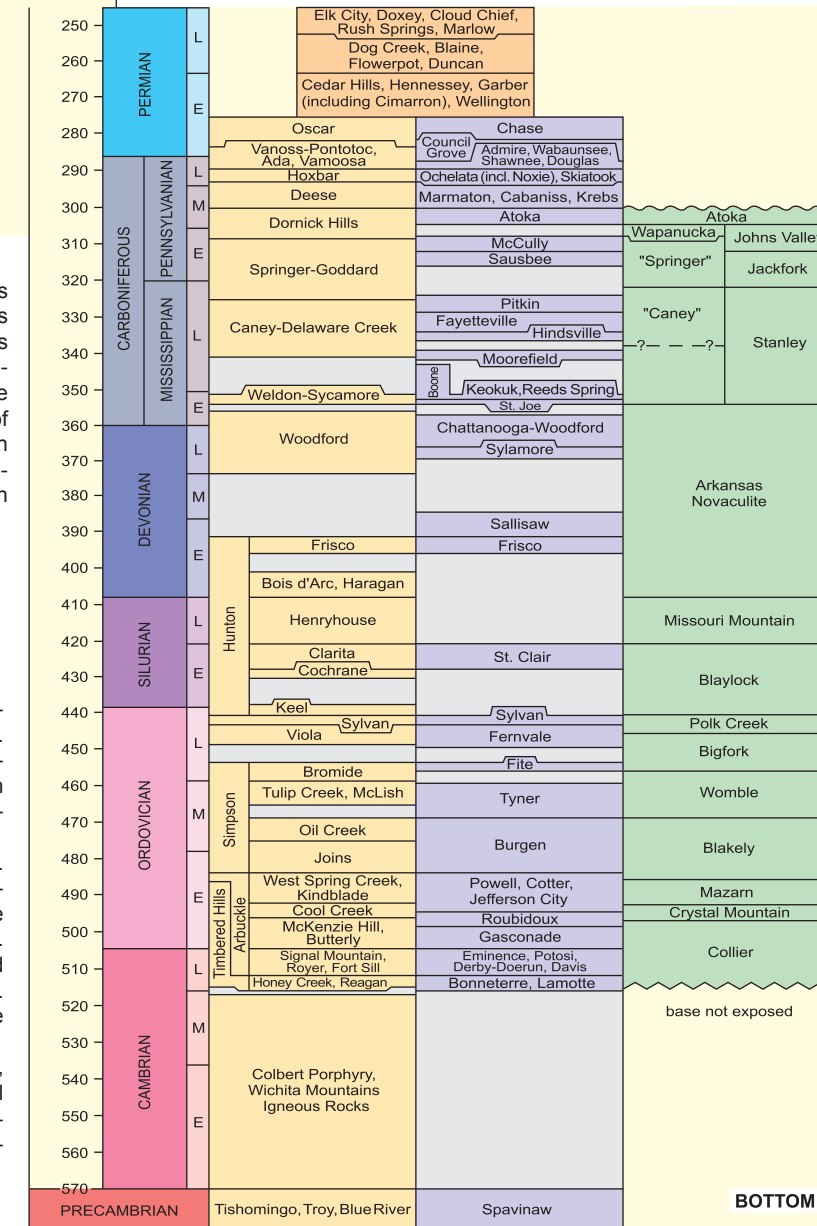 250
260
270
280
290
300
310
320
330
340
350
360
370
380
390
400
410
420
430
440
450
460
470
480
490
500
510
520
530
540
550
560
570
PERMIAN
CARBONIFEROUS
PENNSYLVANIAN
MISSISSIPPIAN
DEVONIAN
SILURIAN
ORDOVICIAN
CAMBRIAN
PRECAMBRIAN
L
E
L
M
E
L
E
L
M
E
L
E
L
M
E
L
M
E
Elk City, Doxey, Cloud Chief,
Rush Springs, Marlow
Dog Creek, Blaine,
Flowerpot, Duncan
Cedar Hills, Hennessey, Garber
(including Cimarron), Wellington
Oscar
Vanoss-Pontotoc,
Ada, Vamoosa
Hoxbar
Deese
Dornick Hills
Springer-Goddard
Caney-Delaware Creek
Weldon-Sycamore
Woodford
Hunton
Frisco
Bois d'Arc, Haragan
Henryhouse
Clarita
Cochrane
Keel
Sylvan
Viola
Simpson
Bromide
Tulip Creek, McLish
Oil Creek
Joins
Timbered Hills
Arbuckle
West Spring Creek,
Kindblade
Cool Creek
McKenzie Hill,
Butterly
Signal Mountain,
Royer, Fort Sill
Honey Creek, Reagan
Colbert Porphyry,
Wichita Mountains
Igneous Rocks
Tishomingo, Troy, Blue River
Chase
Council
Grove
Admire, Wabaunsee,
Shawnee, Douglas
Ochelata (incl. Noxie), Skiatook
Marmaton, Cabaniss, Krebs
Atoka
McCully
Sausbee
Pitkin
Fayetteville
Hindsville
Moorefield
Boone
Keokuk, Reeds Spring
St. Joe
Chattanooga-Woodford
Sylamore
Sallisaw
Frisco
St. Clair
Sylvan
Fernvale
Fite
Tyner
Burgen
Powell, Cotter,
Jefferson City
Roubidoux
Gasconade
Eminence, Potosi,
Derby-Doerun, Davis
Bonneterre, Lamotte
Spavinaw
Atoka
Wapanucka
Johns Valle
"Springer"
Jackfork
"Caney"
?— — —?
Stanley
Arkansas
Novaculite
Missouri Mountain
Blaylock
Polk Creek
Bigfork
Womble
Blakely
Mazarn
Crystal Mountain
Collier
base not exposed
BOTTOM